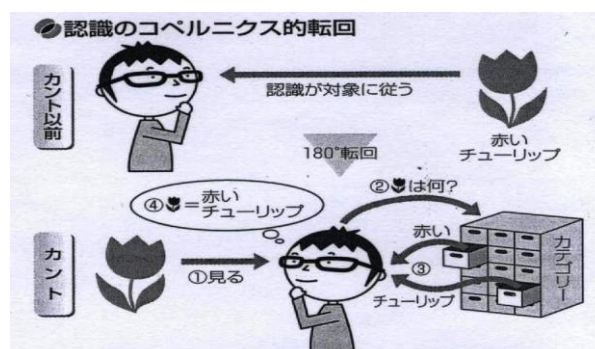 認識のコペルニクス的転回
カント以前
認識が対象に従う
赤い
チューリップ
180°転回
④ =赤い
チューリップ
② は何?
赤い
③
チューリップ
カテゴリー
カント
①見る